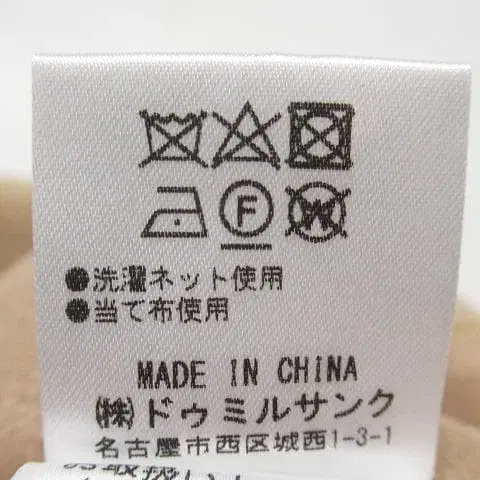 F
W
●洗濯ネット使用
●当て布使用
MADE IN CHINA
㈱ドゥミルサンク
名古屋市西区城西1-3-1